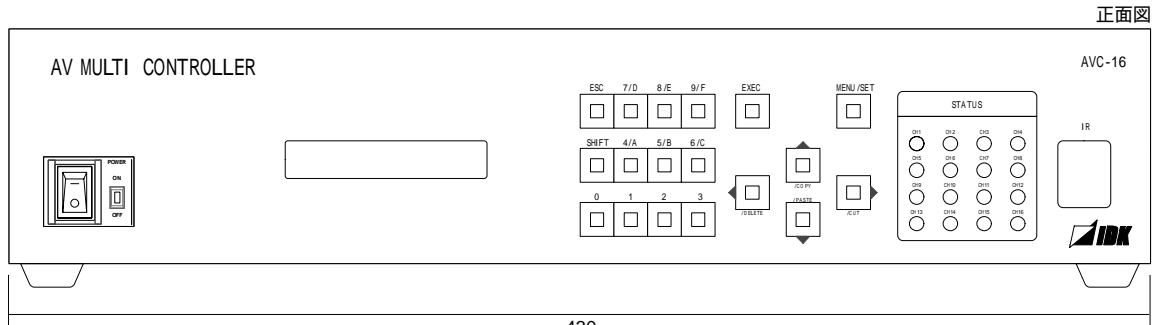 正面図
AV MULTI CONTROLLER
AVC-16
ESC 7/D 8/E 9/F EXEC MENU/SET
STATUS
IR
POWER
ON
OFF
SHIFT 4/A 5/B 6/C
/COPY
0 1 2 3
/DELETE /PASTE /CUT
CH1 CH2 CH3 CH4
CH5 CH6 CH7 CH8
CH9 CH10 CH11 CH12
CH13 CH14 CH15 CH16
IDK